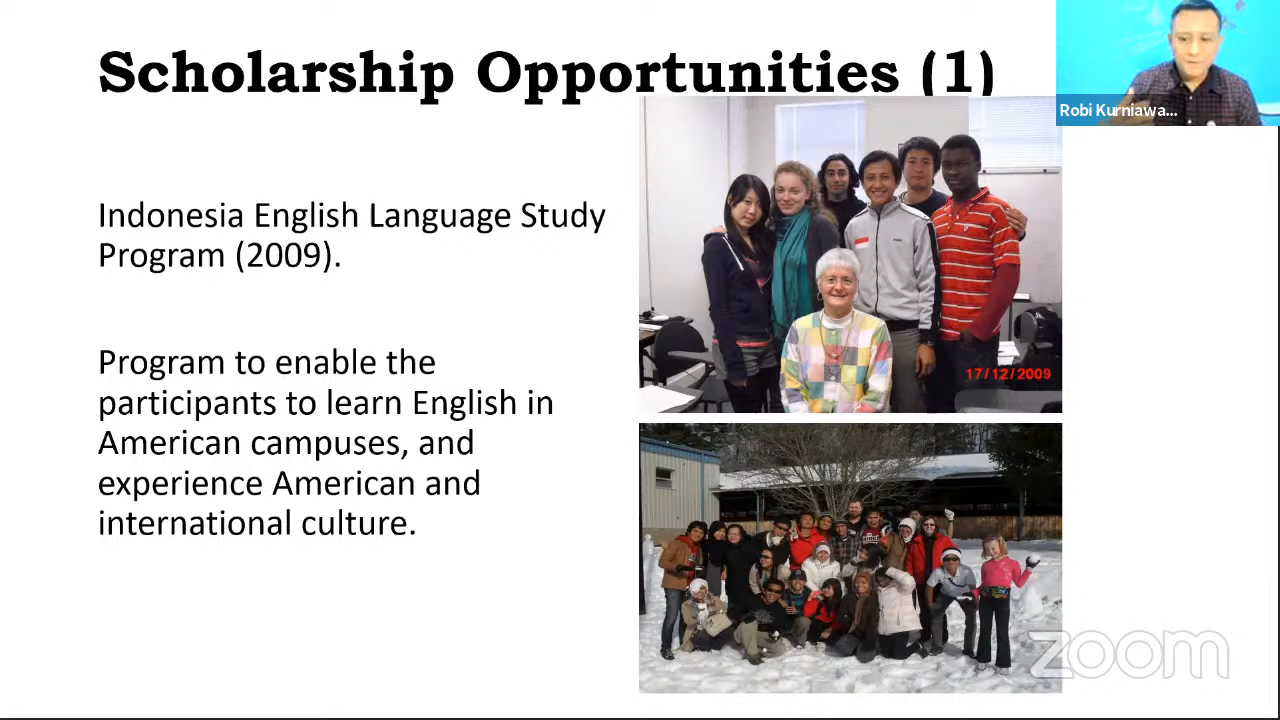 Scholarship Opportunities (1)
Robi Kurniawa...
Indonesia English Language Study
Program (2009).
Program to enable the
participants to learn English in
American campuses, and
experience American and
international culture.
17/12/2009
zoom